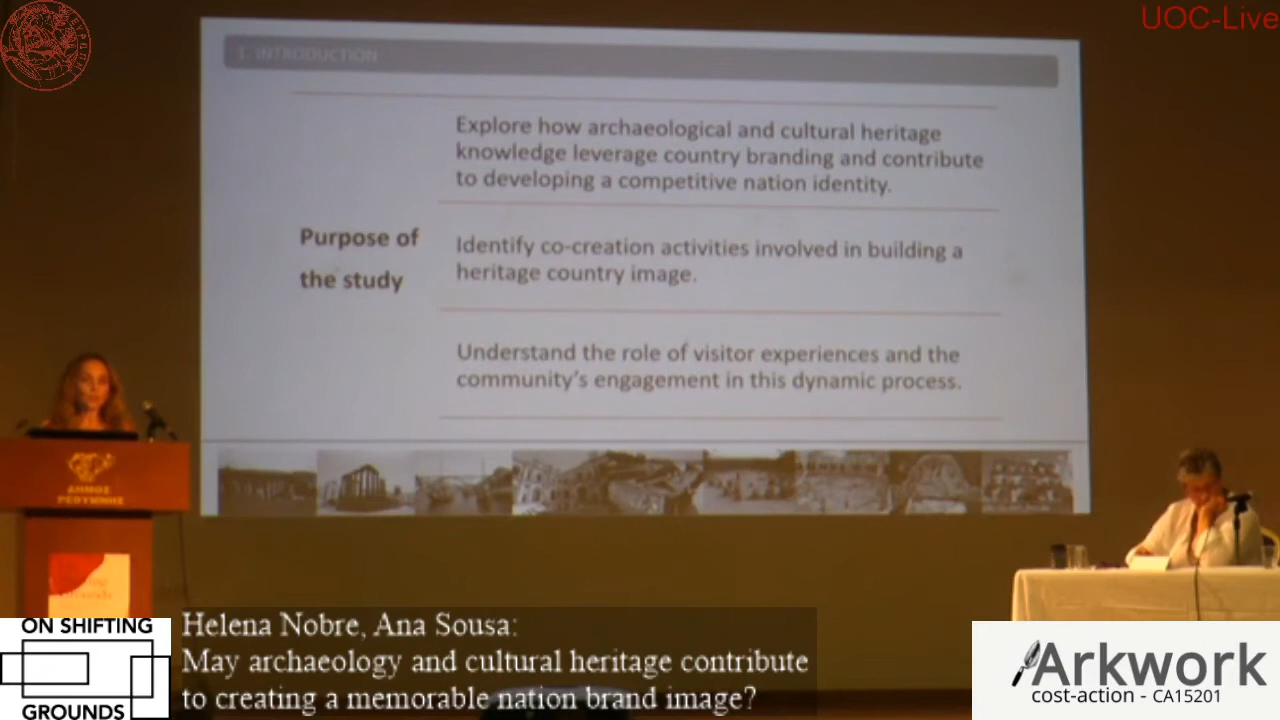 UOC-Live
1. INTRODUCTION
Explore how archaeological and cultural heritage
knowledge leverage country branding and contribute
to developing a competitive nation identity.
Purpose of
the study
Identify co-creation activities involved in building a
heritage country image.
Understand the role of visitor experiences and the
community's engagement in this dynamic process.
ΔΗΜΟΣ
ΡΕΘΥΜΝΗΣ
ON SHIFTING
GROUNDS
Helena Nobre, Ana Sousa:
May archaeology and cultural heritage contribute
to creating a memorable nation brand image?
Arkwork
cost-action - CA15201